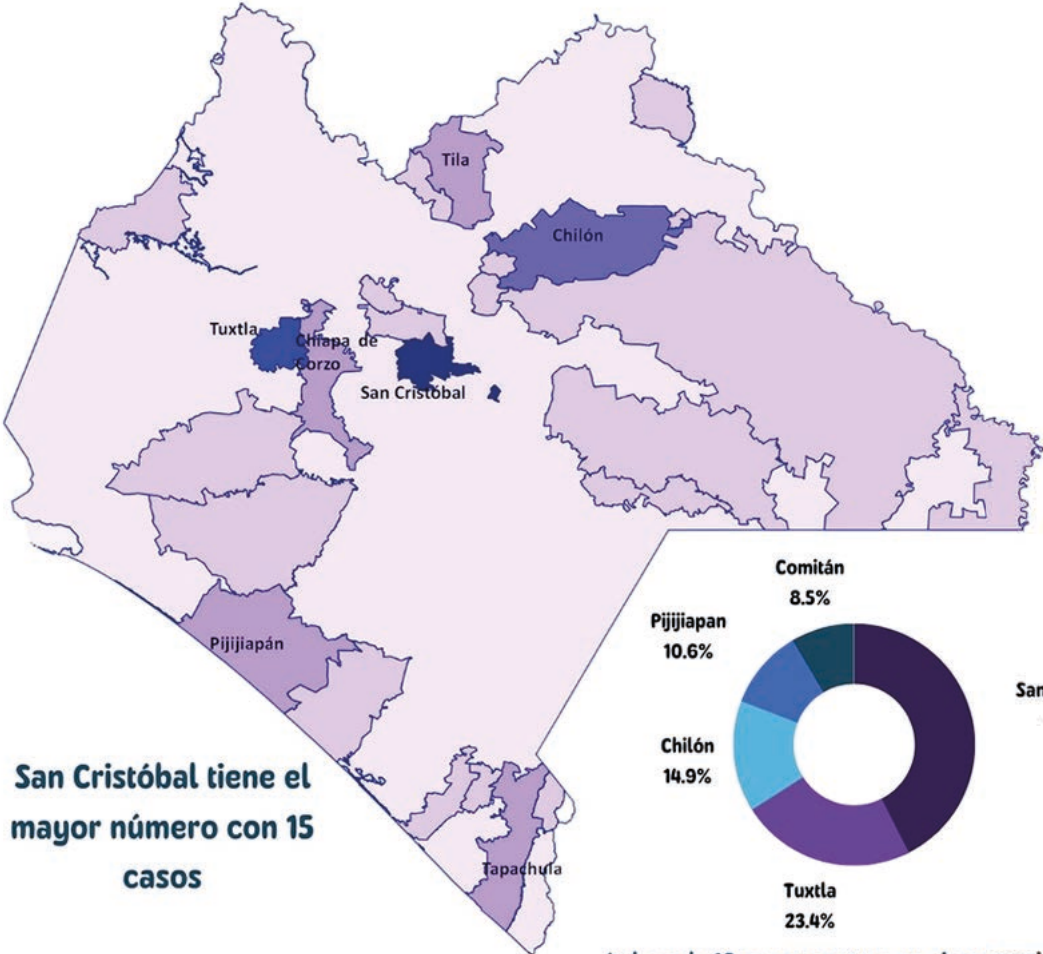 Tila
Chilón
Tuxtla
Chiapa de
Corzo
San Cristóbal
Pijijiapán
Tapachula
San Cristóbal tiene el
mayor número con 15
casos
Comitán
8.5%
Pijijiapan
10.6%
San
Chilón
14.9%
Tuxtla
23.4%